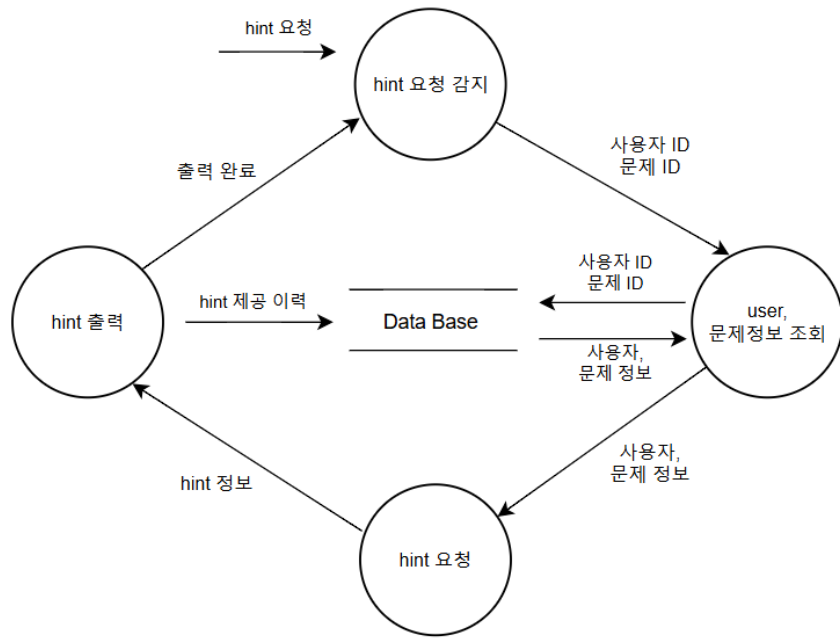 hint 요청
hint 요청 감지
사용자 ID
문제 ID
출력 완료
사용자 ID
문제 ID
hint 출력
hint 제공 이력
Data Base
user,
문제정보 조회
사용자,
문제 정보
사용자,
문제 정보
hint 정보
hint 요청